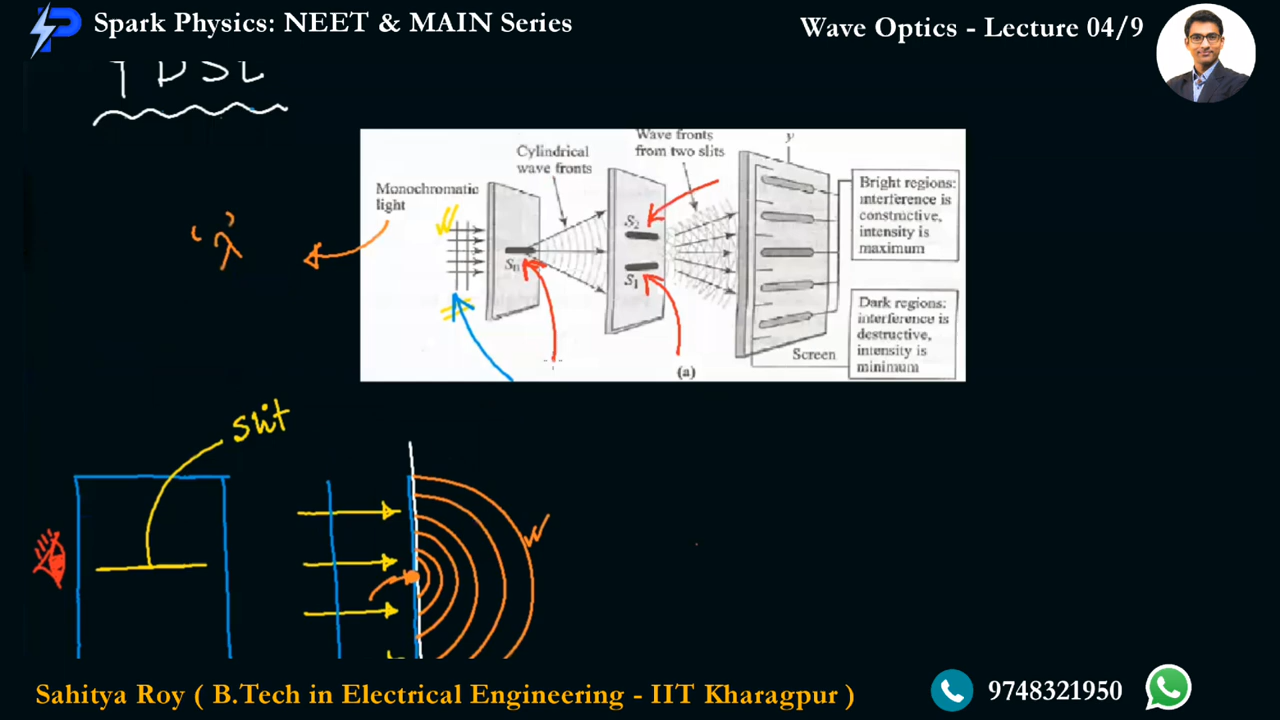 Spark Physics: NEET & MAIN Series
Wave Optics - Lecture 04/9
YDSE
Wave fronts
from two slits
y
Cylindrical
wave fronts
Monochromatic
light
Bright regions:
interference is
constructive,
intensity is
maximum
'λ'
S₂
S₀
S₁
Dark regions:
interference is
destructive,
intensity is
minimum
Screen
(a)
slit
Sahitya Roy ( B.Tech in Electrical Engineering - IIT Kharagpur )
9748321950